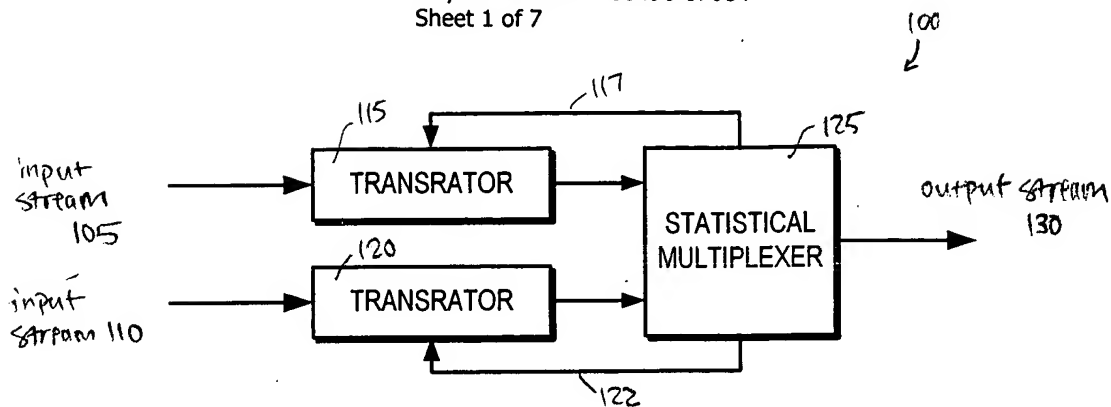 Sheet 1 of 7
100
117
115
125
input
stream
105
TRANSRATOR
STATISTICAL
MULTIPLEXER
output stream
130
120
TRANSRATOR
input
stream 110
122